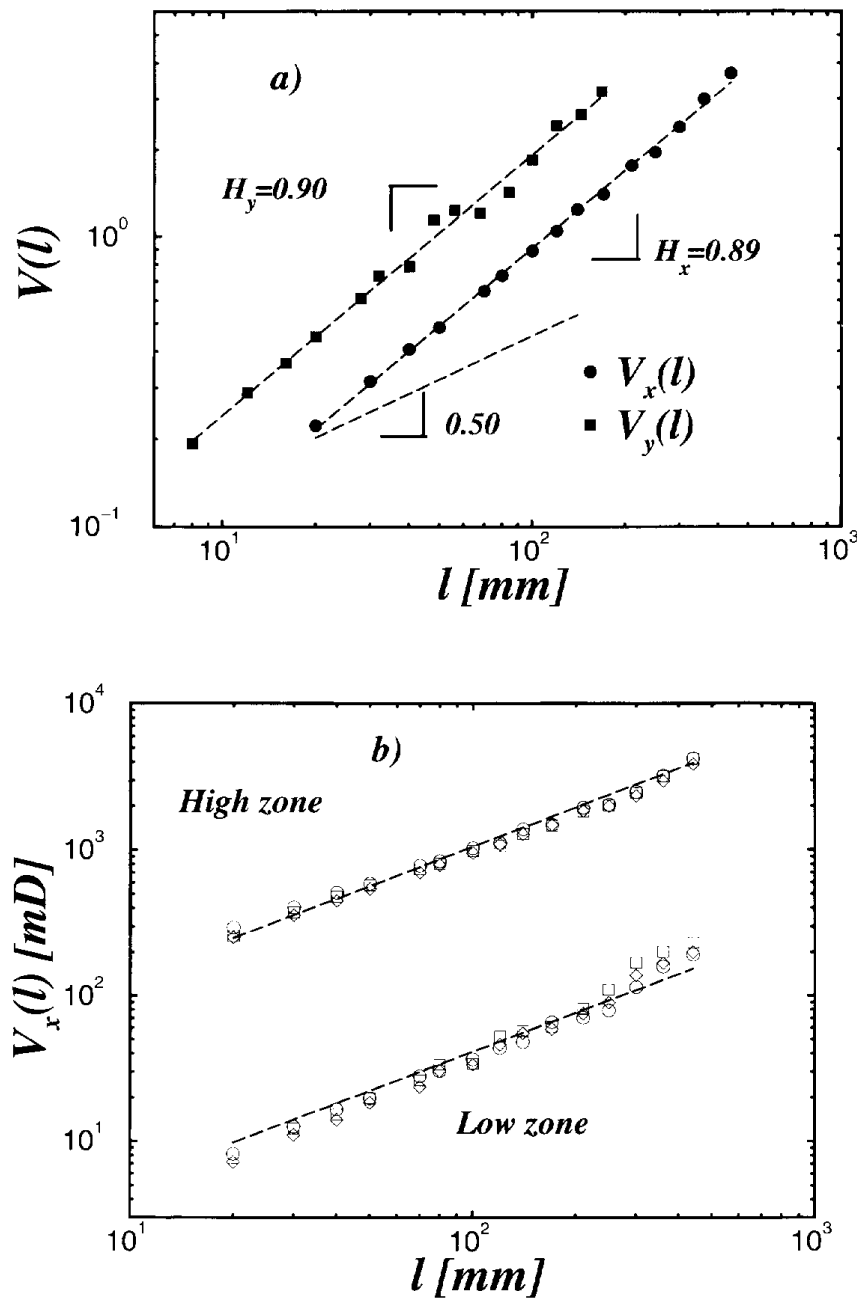 a)
V(l)
10^0
10^-1
H_y=0.90
H_x=0.89
0.50
V_x(l)
V_y(l)
10^1
10^2
10^3
l [mm]
b)
V_x(l) [mD]
10^4
10^3
10^2
10^1
High zone
Low zone
10^1
10^2
10^3
l [mm]